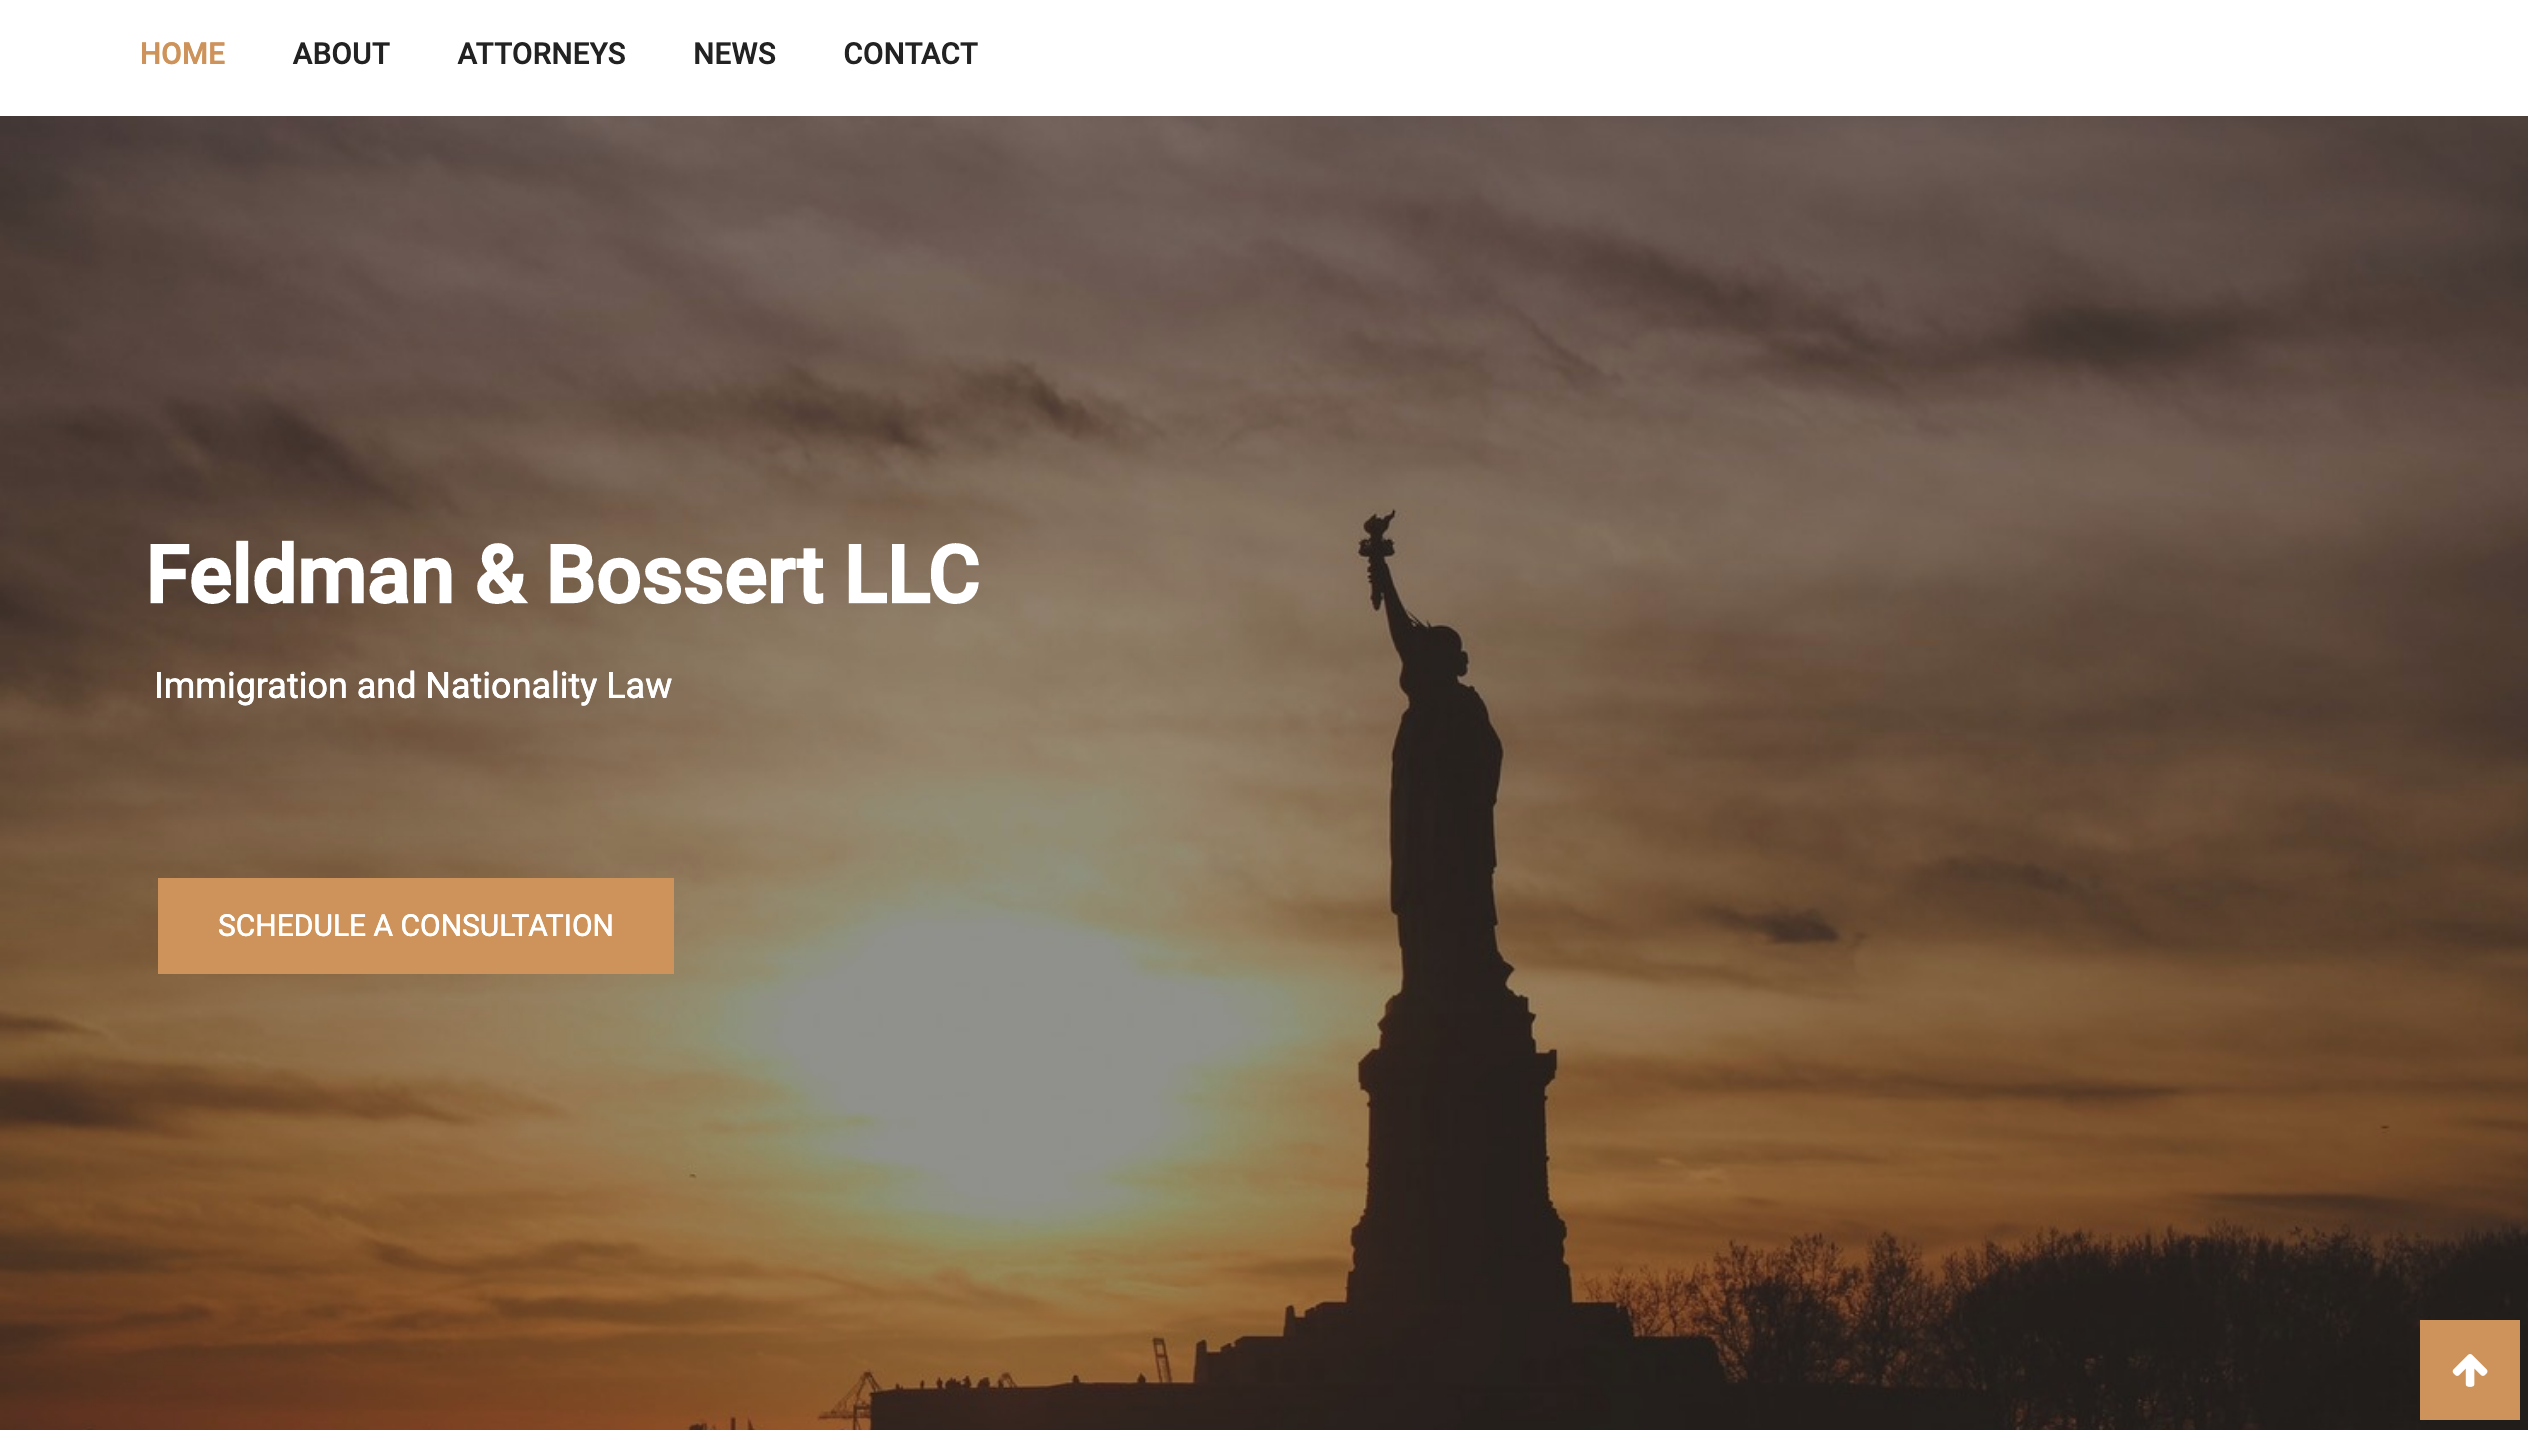 HOME ABOUT ATTORNEYS NEWS CONTACT
Feldman & Bossert LLC
Immigration and Nationality Law
SCHEDULE A CONSULTATION